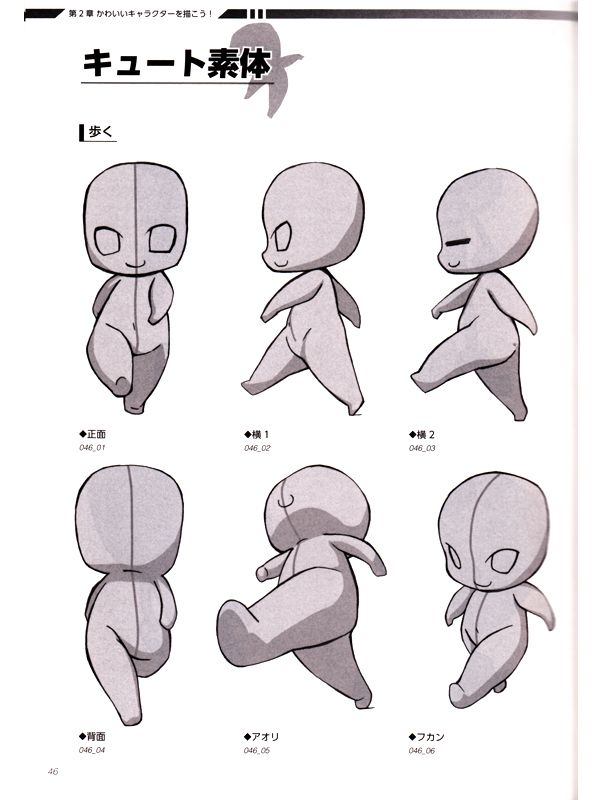 第2章 かわいいキャラクターを描こう！
キュート素体
歩く
◆正面
046_01
◆横1
046_02
◆横2
046_03
◆背面
046_04
◆アオリ
046_05
◆フカン
046_06
46